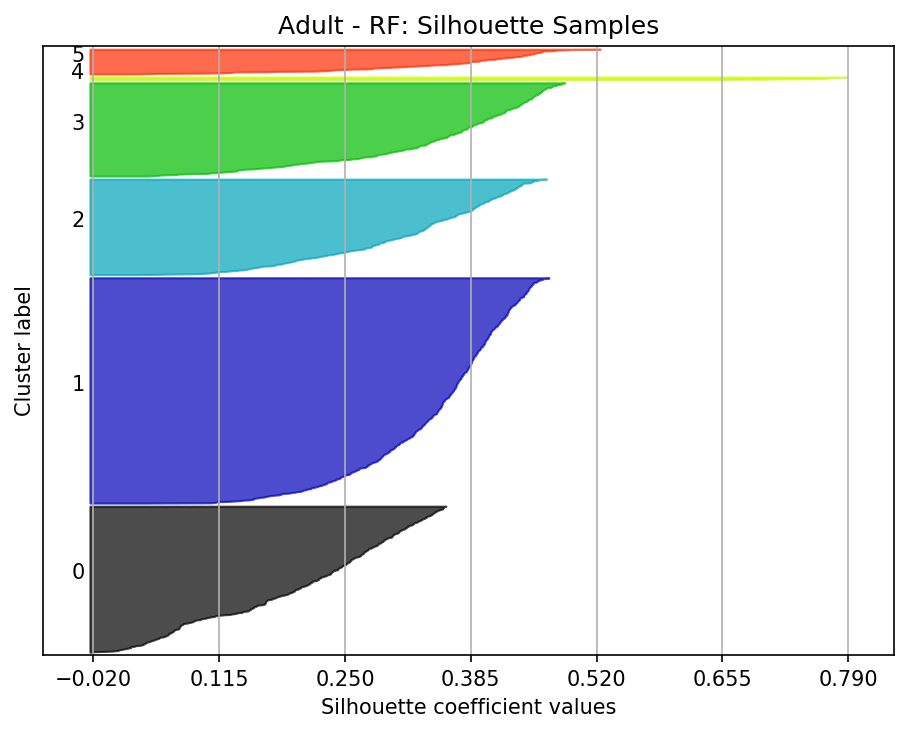 Adult - RF: Silhouette Samples
5
4
3
2
1
0
Cluster label
−0.020 0.115 0.250 0.385 0.520 0.655 0.790
Silhouette coefficient values